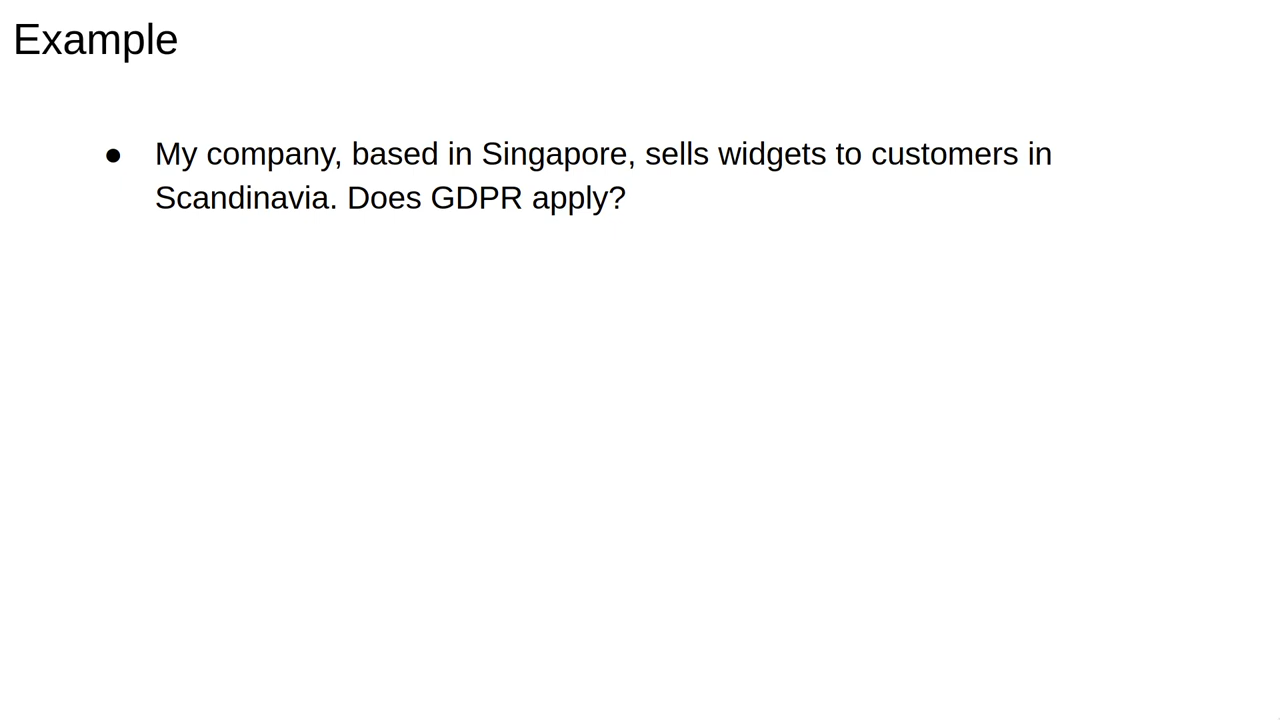 Example
● My company, based in Singapore, sells widgets to customers in
Scandinavia. Does GDPR apply?